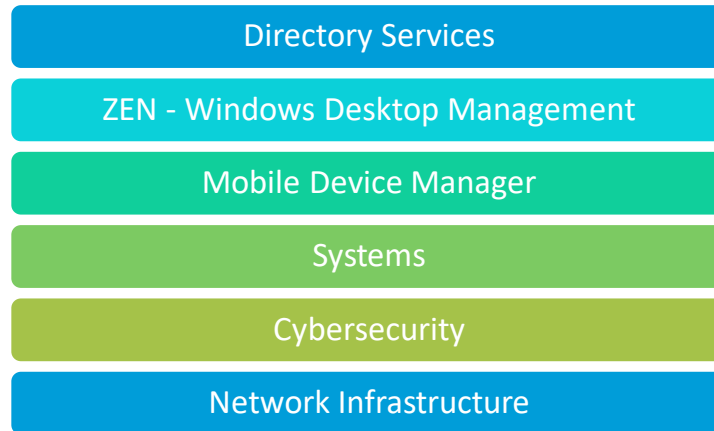 Directory Services
ZEN - Windows Desktop Management
Mobile Device Manager
Systems
Cybersecurity
Network Infrastructure